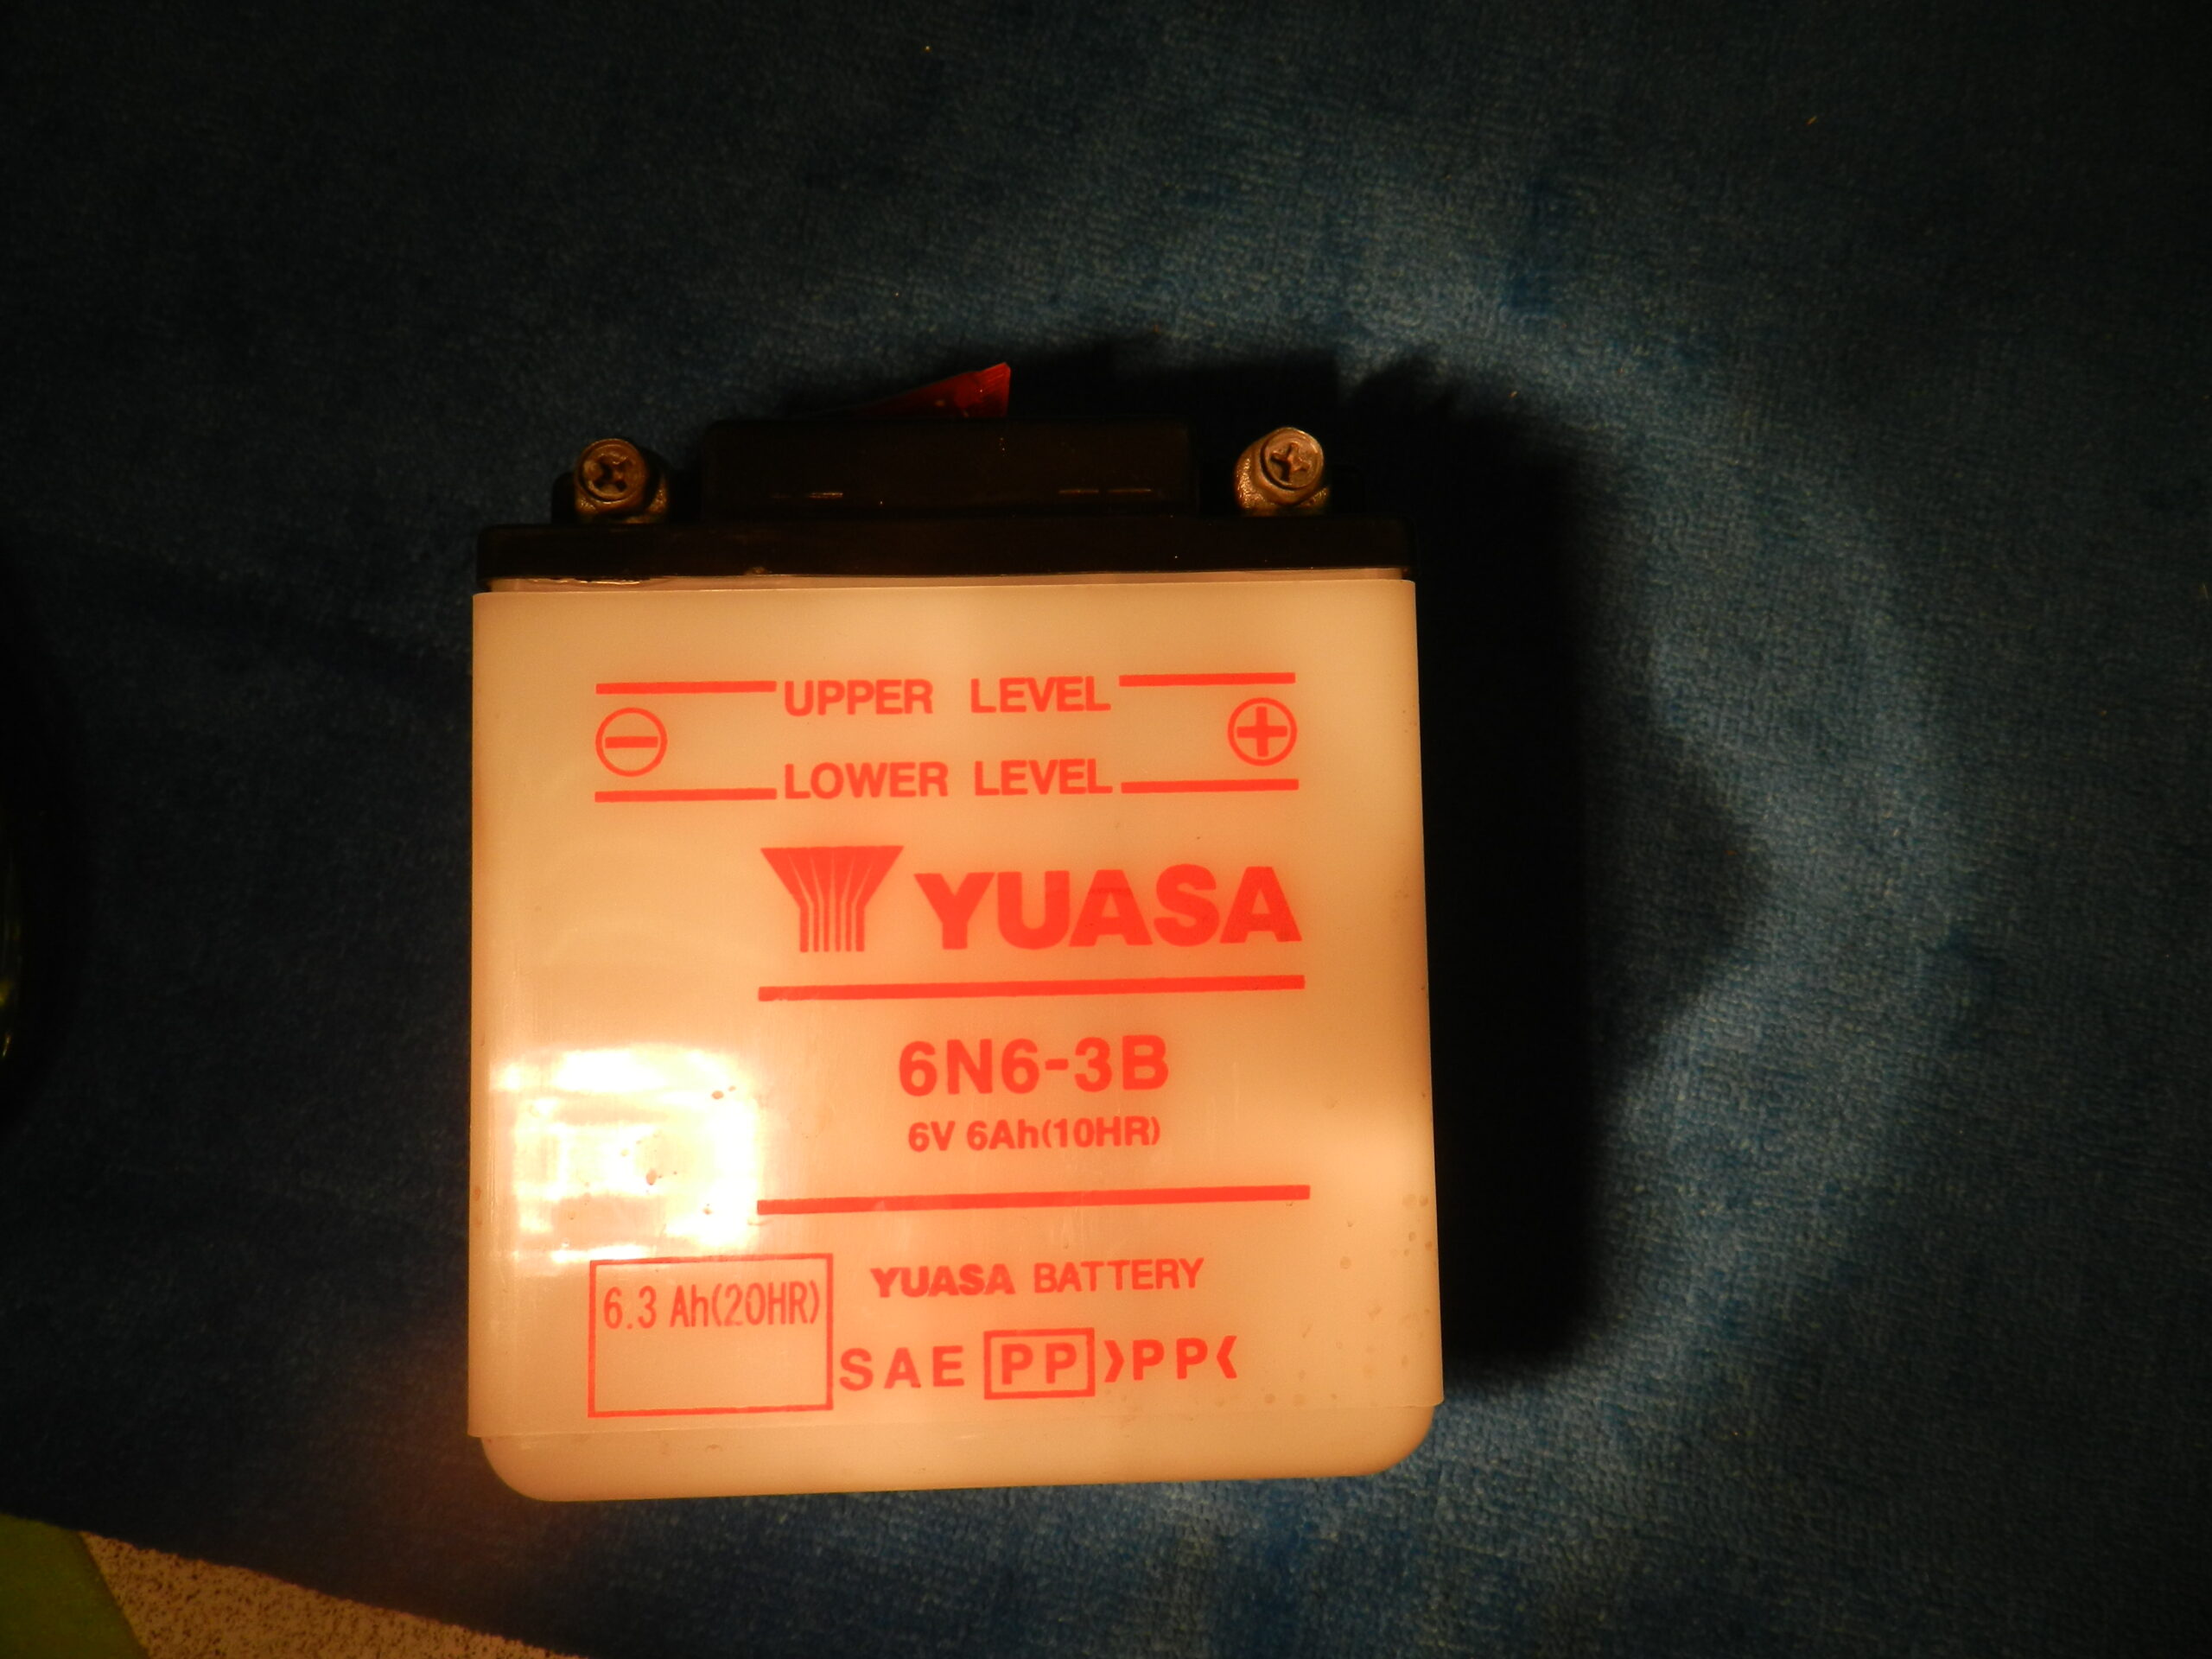 UPPER LEVEL
LOWER LEVEL
YUASA
6N6-3B
6V 6Ah(10HR)
YUASA BATTERY
6.3 Ah(20HR)
SAE PP >PP<